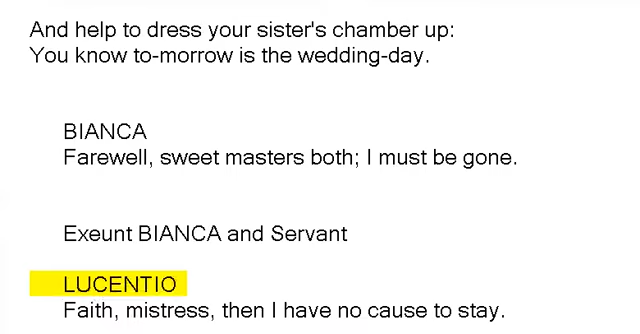 And help to dress your sister's chamber up:
You know to-morrow is the wedding-day.
BIANCA
Farewell, sweet masters both; I must be gone.
Exeunt BIANCA and Servant
LUCENTIO
Faith, mistress, then I have no cause to stay.